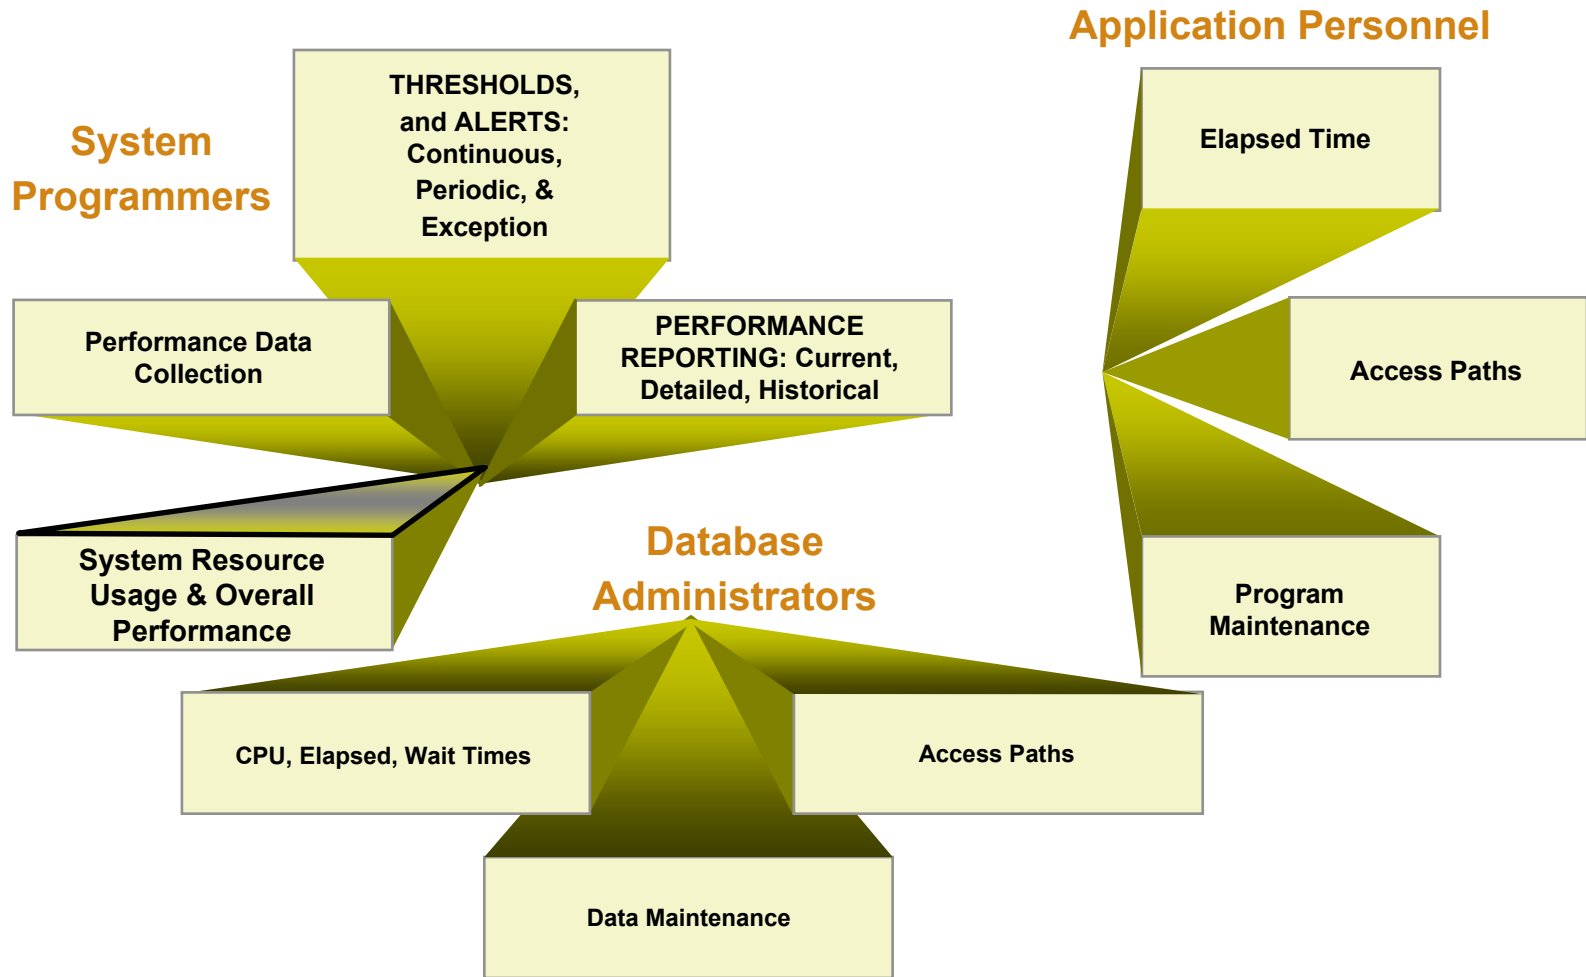 Application Personnel
System
Programmers
THRESHOLDS,
and ALERTS:
Continuous,
Periodic, &
Exception
Performance Data
Collection
PERFORMANCE
REPORTING: Current,
Detailed, Historical
System Resource
Usage & Overall
Performance
Elapsed Time
Access Paths
Program
Maintenance
Database
Administrators
CPU, Elapsed, Wait Times
Access Paths
Data Maintenance